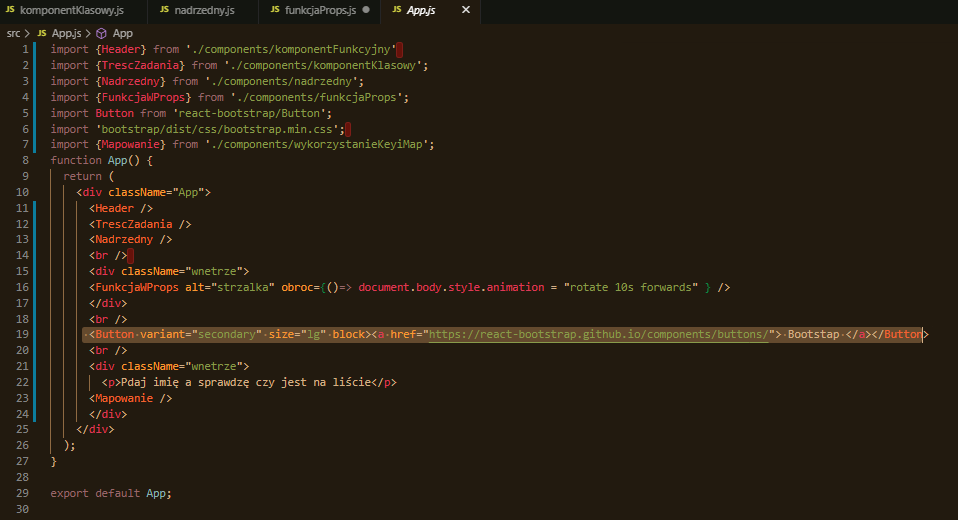 JS komponentKlasowy.js JS nadrzedny.js JS funkcjaProps.js JS App.js
src > JS App.js > App
1 import {Header} from './components/komponentFunkcyjny'
2 import {TrescZadania} from './components/komponentKlasowy';
3 import {Nadrzedny} from './components/nadrzedny';
4 import {FunkcjaWProps} from './components/funkcjaProps';
5 import Button from 'react-bootstrap/Button';
6 import 'bootstrap/dist/css/bootstrap.min.css';
7 import {Mapowanie} from './components/wykorzystanieKeyiMap';
8 function App() {
9 return (
10 <div className="App">
11 <Header />
12 <TrescZadania />
13 <Nadrzedny />
14 <br />
15 <div className="wnetrze">
16 <FunkcjaWProps alt="strzalka" obroc={()=> document.body.style.animation = "rotate 10s forwards" } />
17 </div>
18 <br />
19 <Button variant="secondary" size="lg" block><a href="https://react-bootstrap.github.io/components/buttons/"> Bootstap </a></Button>
20 <br />
21 <div className="wnetrze">
22 <p>Pdaj imię a sprawdzę czy jest na liście</p>
23 <Mapowanie />
24 </div>
25 </div>
26 );
27 }
28
29 export default App;
30